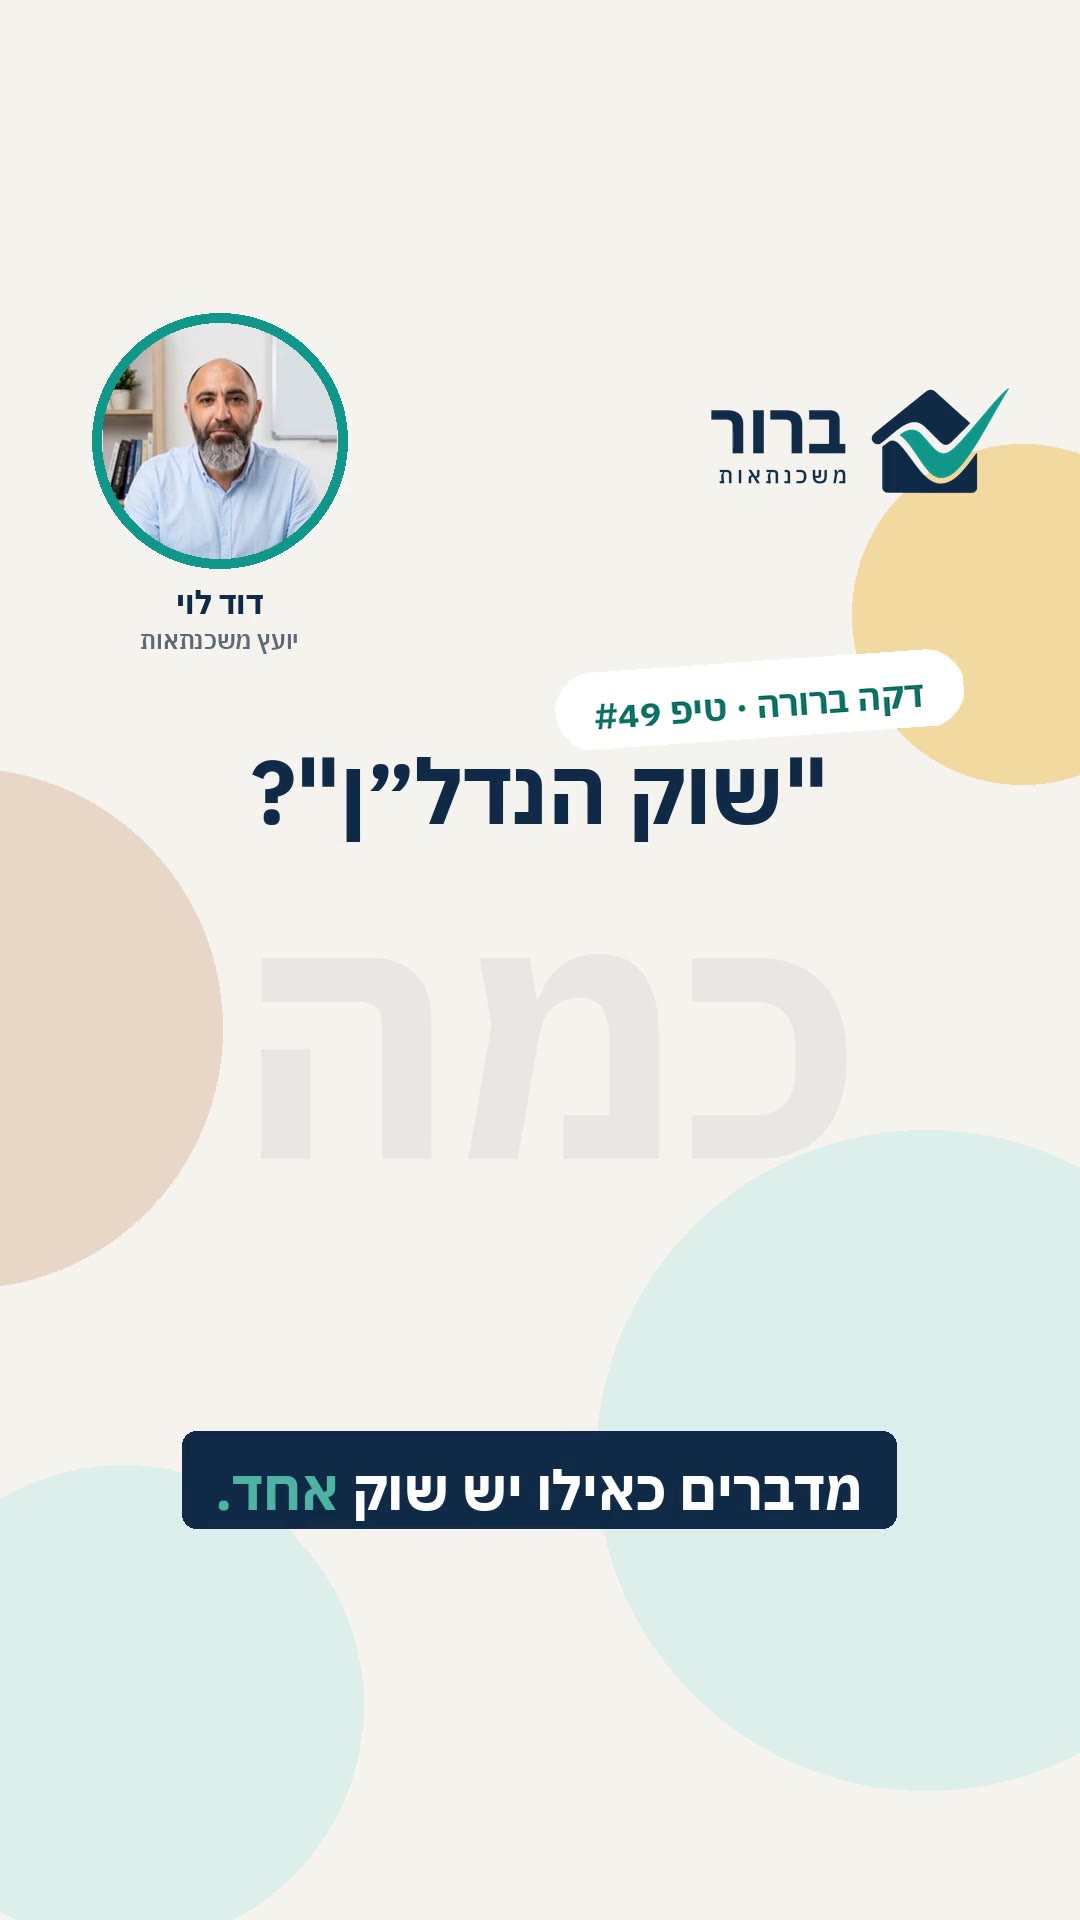 ברור
משכנתאות
דוד לוי
יועץ משכנתאות
דקה ברורה · טיפ #49
"שוק הנדל״ן"?
כמה
מדברים כאילו יש שוק אחד.